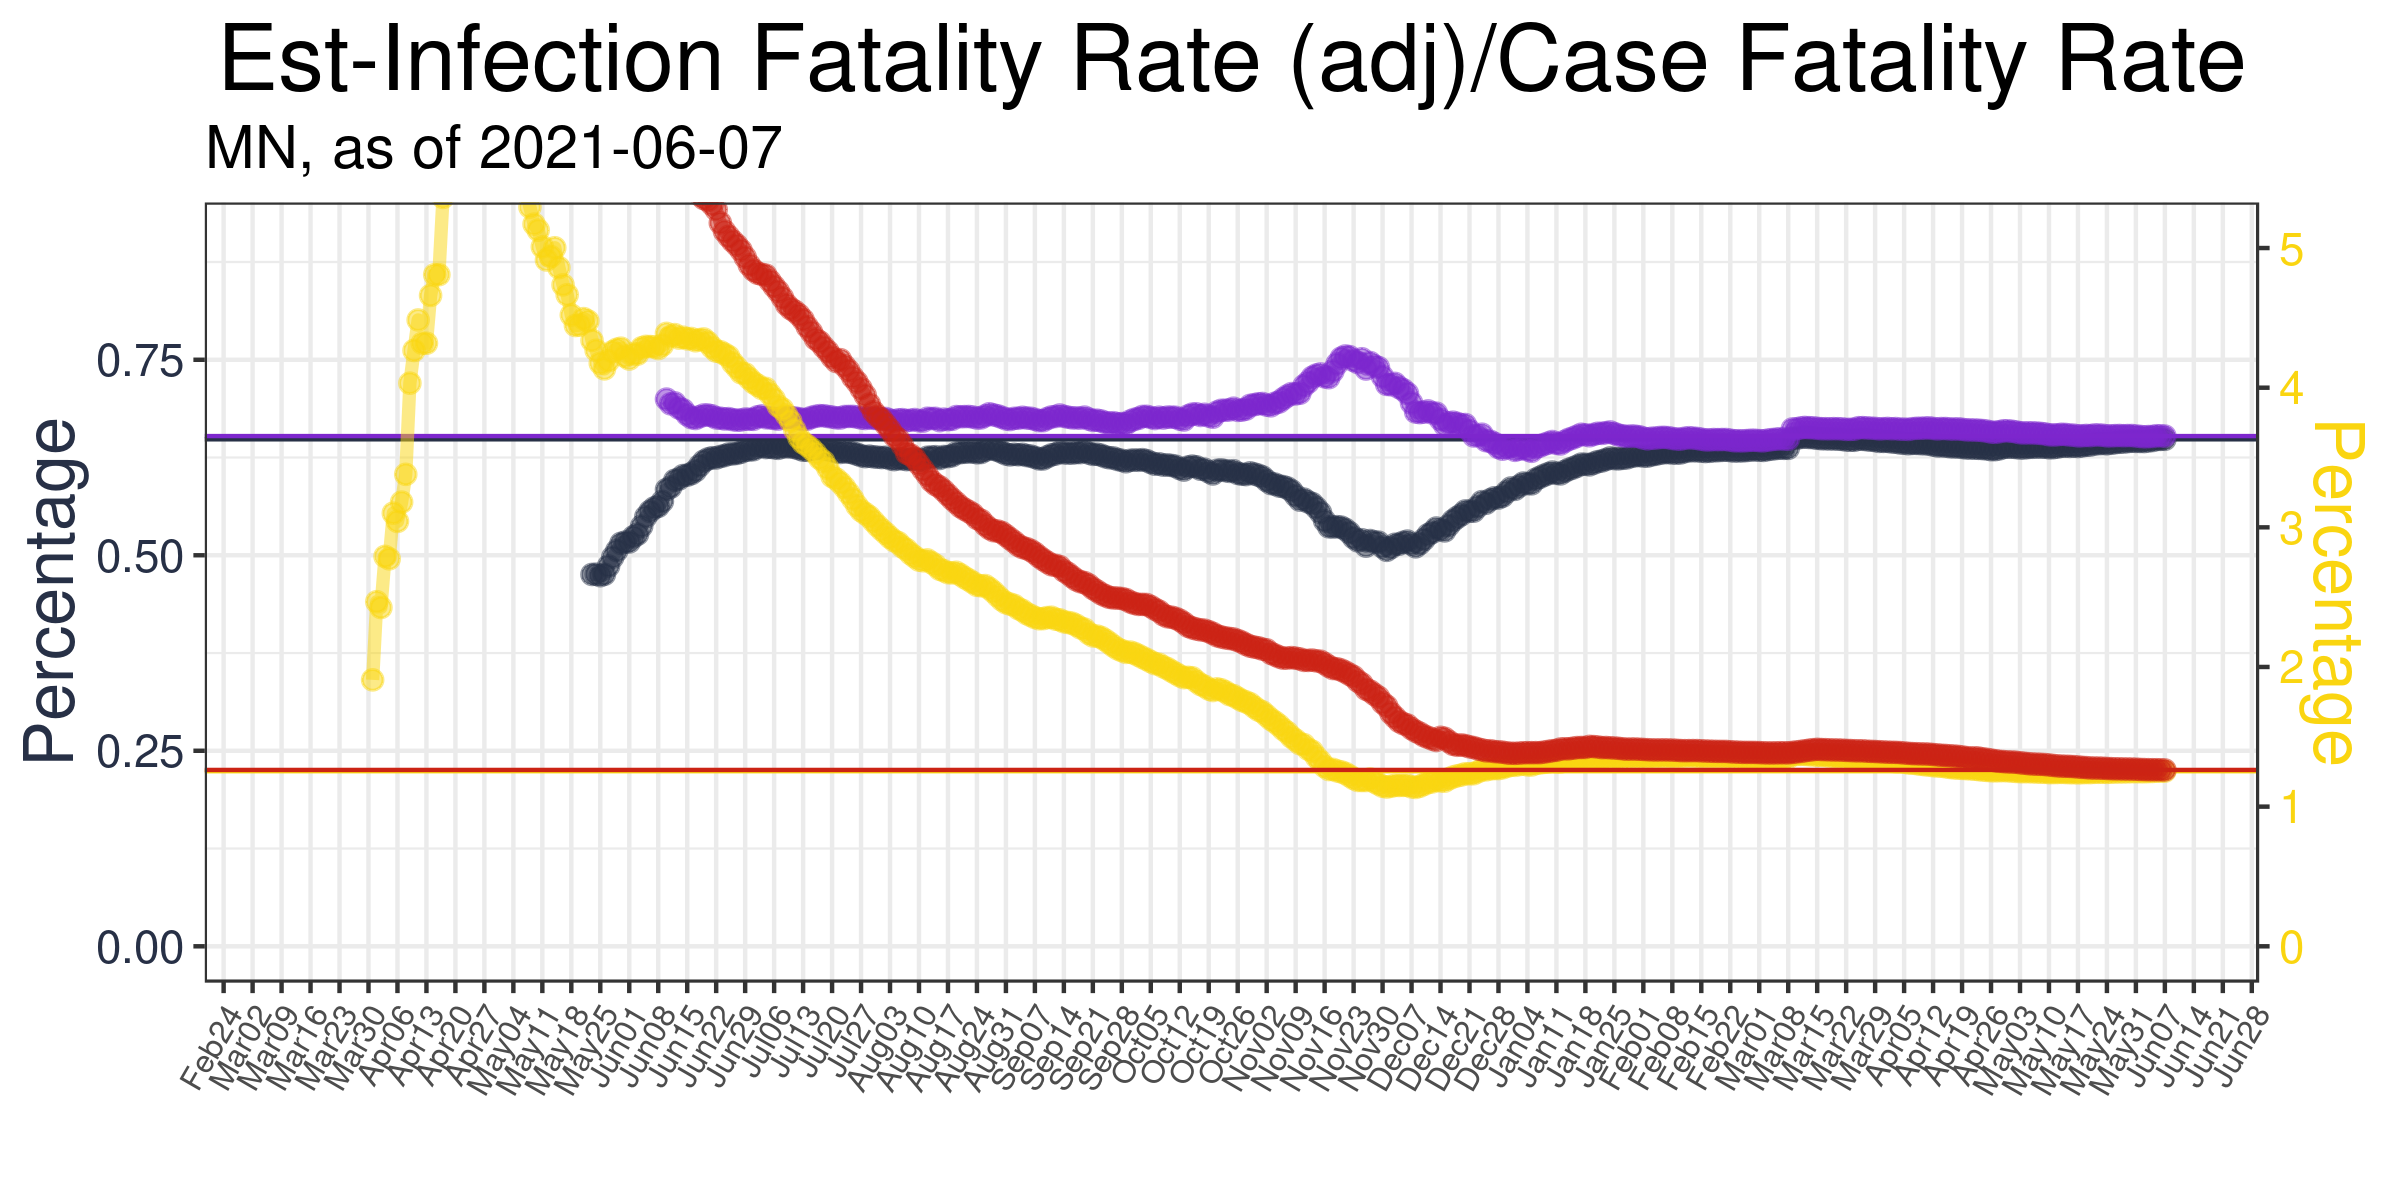 Est-Infection Fatality Rate (adj)/Case Fatality Rate
MN, as of 2021-06-07
Percentage
0.75
0.50
0.25
0.00
5
4
3
2
1
0
Percentage
Feb24
Mar02
Mar09
Mar16
Mar23
Mar30
Apr06
Apr13
Apr20
Apr27
May04
May11
May18
May25
Jun01
Jun08
Jun15
Jun22
Jun29
Jul06
Jul13
Jul20
Jul27
Aug03
Aug10
Aug17
Aug24
Aug31
Sep07
Sep14
Sep21
Sep28
Oct05
Oct12
Oct19
Oct26
Nov02
Nov09
Nov16
Nov23
Nov30
Dec07
Dec14
Dec21
Dec28
Jan04
Jan11
Jan18
Jan25
Feb01
Feb08
Feb15
Feb22
Mar01
Mar08
Mar15
Mar22
Mar29
Apr05
Apr12
Apr19
Apr26
May03
May10
May17
May24
May31
Jun07
Jun14
Jun21
Jun28